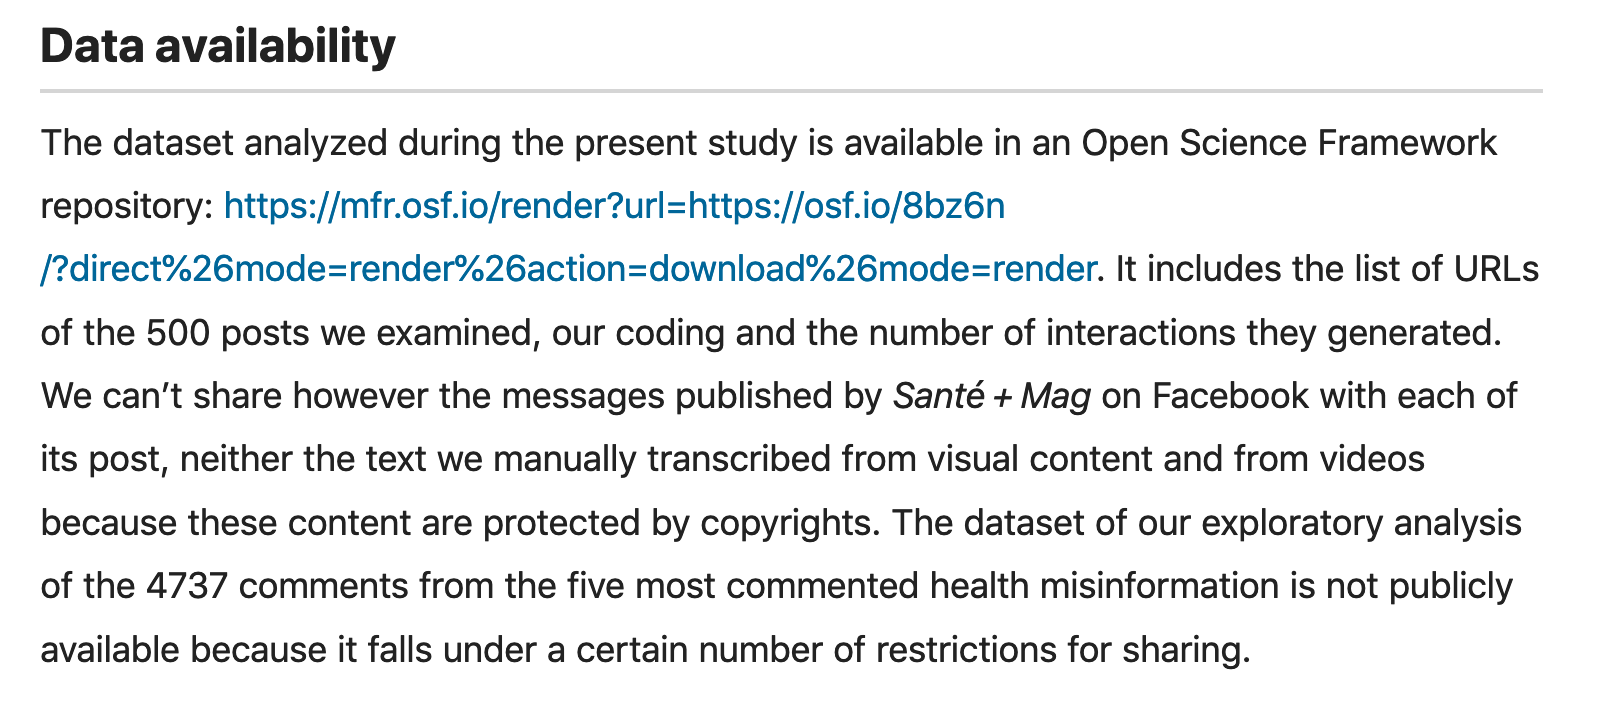 Data availability
The dataset analyzed during the present study is available in an Open Science Framework
repository: https://mfr.osf.io/render?url=https://osf.io/8bz6n
/?direct%26mode=render%26action=download%26mode=render. It includes the list of URLs
of the 500 posts we examined, our coding and the number of interactions they generated.
We can’t share however the messages published by Santé + Mag on Facebook with each of
its post, neither the text we manually transcribed from visual content and from videos
because these content are protected by copyrights. The dataset of our exploratory analysis
of the 4737 comments from the five most commented health misinformation is not publicly
available because it falls under a certain number of restrictions for sharing.